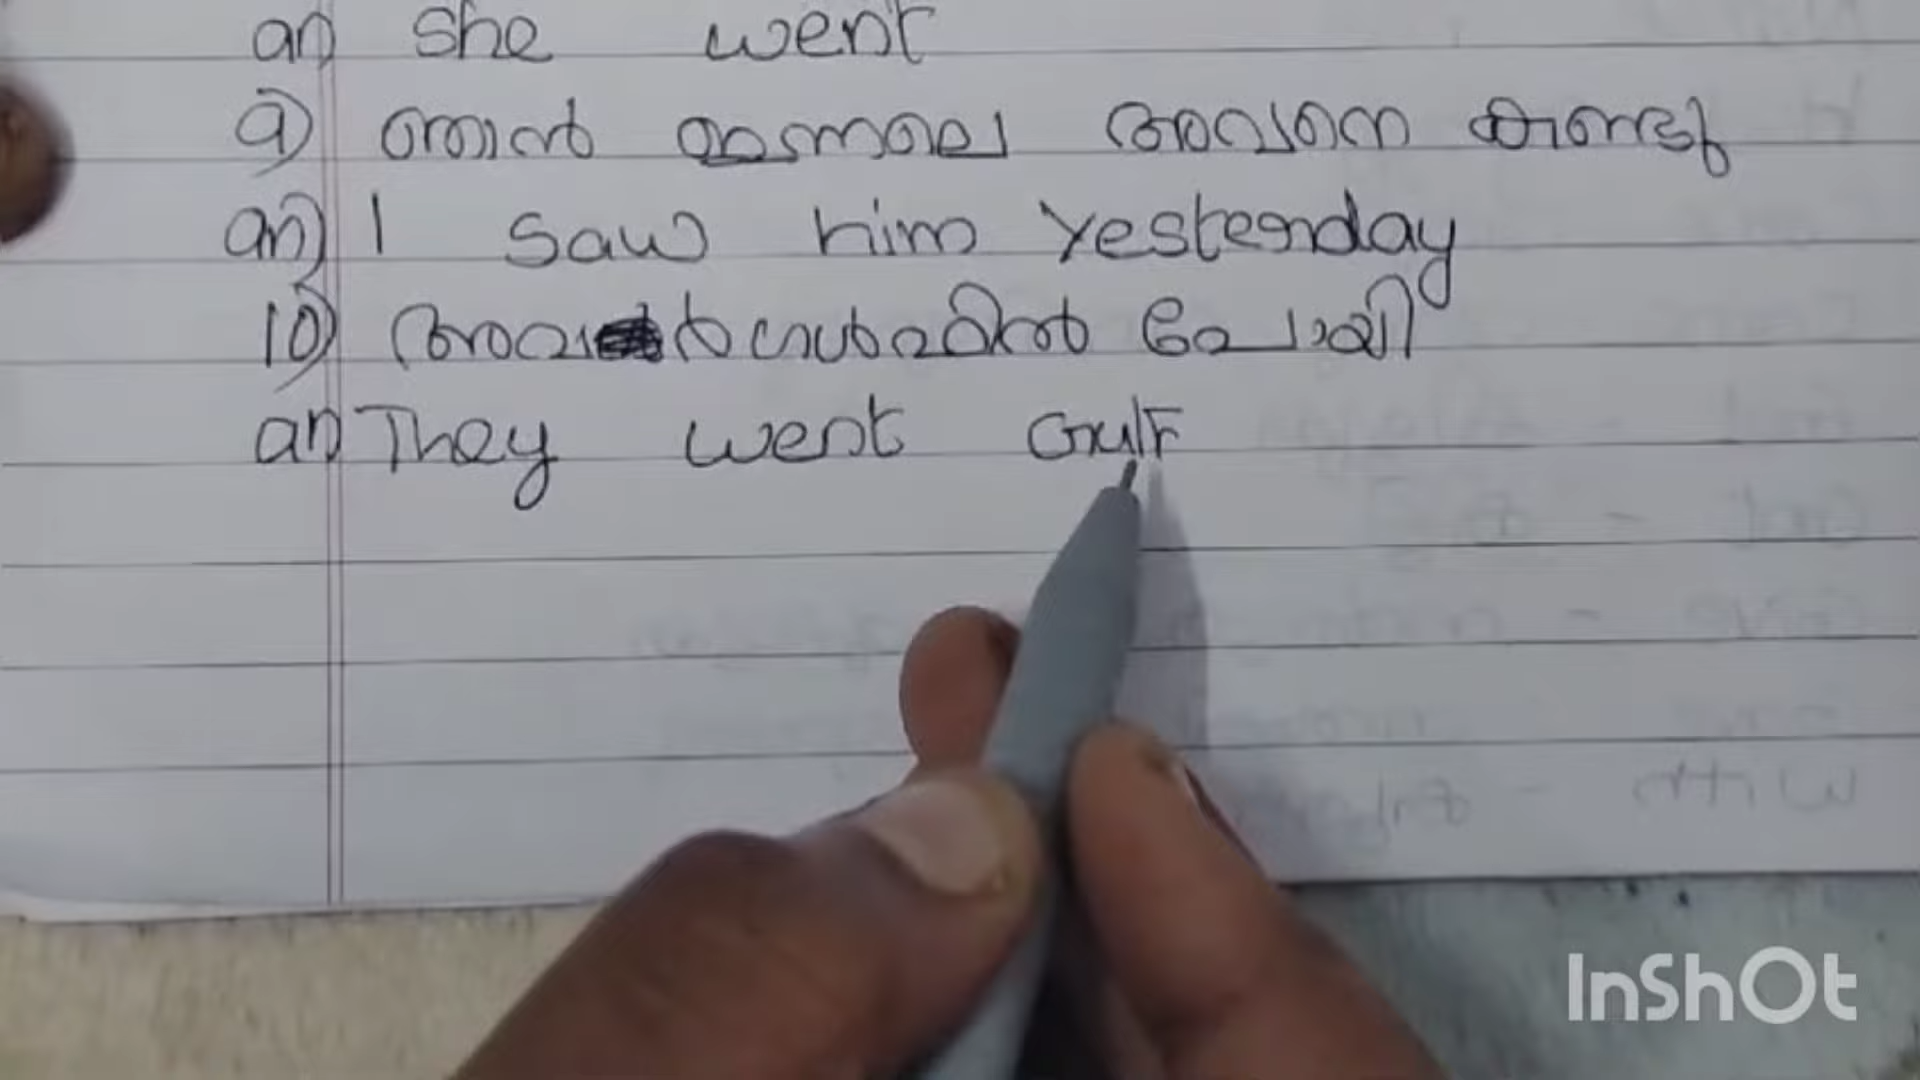 an) she went
9) ഞാൻ ഇന്നലെ അവനെ കണ്ടു
an) I saw him Yesterday
10) അവർ ഗൾഫിൽ പോയി
an) They went Gulf
InShOt